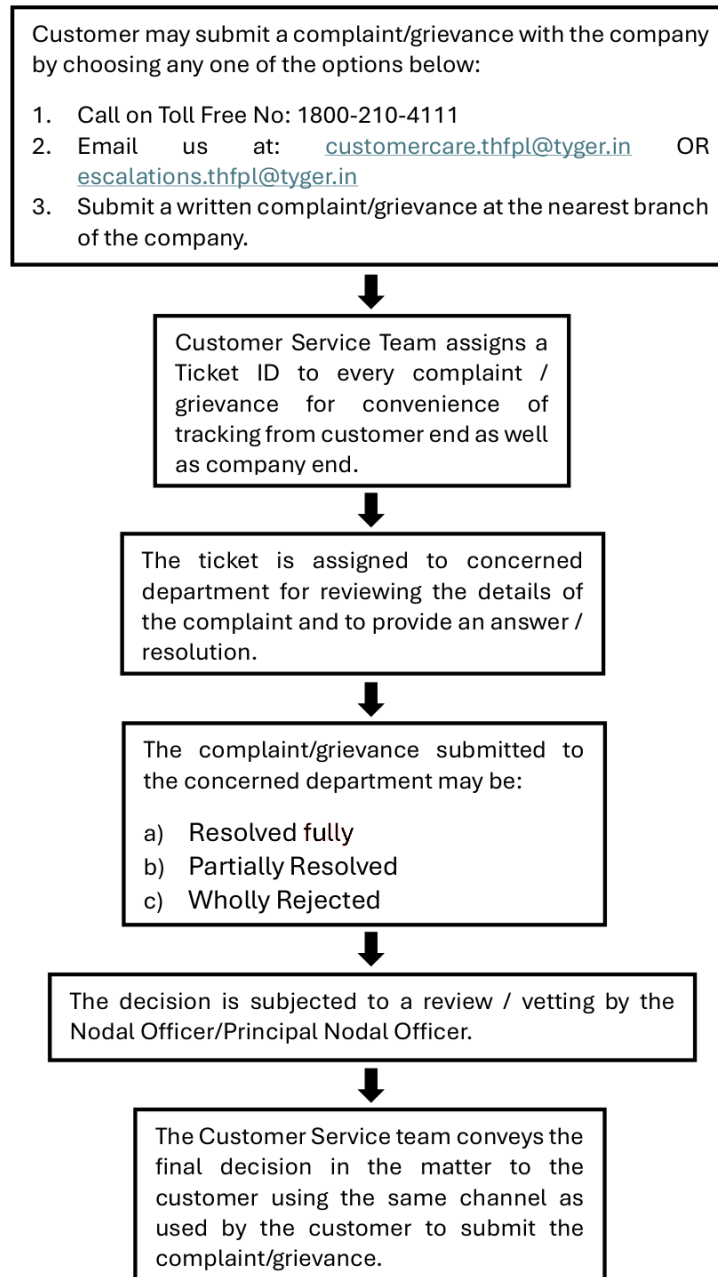 Customer may submit a complaint/grievance with the company
by choosing any one of the options below:
1. Call on Toll Free No: 1800-210-4111
2. Email us at: customercare.thfpl@tyger.in OR
escalations.thfpl@tyger.in
3. Submit a written complaint/grievance at the nearest branch
of the company.
Customer Service Team assigns a
Ticket ID to every complaint /
grievance for convenience of
tracking from customer end as well
as company end.
The ticket is assigned to concerned
department for reviewing the details of
the complaint and to provide an answer /
resolution.
The complaint/grievance submitted to
the concerned department may be:
a) Resolved fully
b) Partially Resolved
c) Wholly Rejected
The decision is subjected to a review / vetting by the
Nodal Officer/Principal Nodal Officer.
The Customer Service team conveys the
final decision in the matter to the
customer using the same channel as
used by the customer to submit the
complaint/grievance.